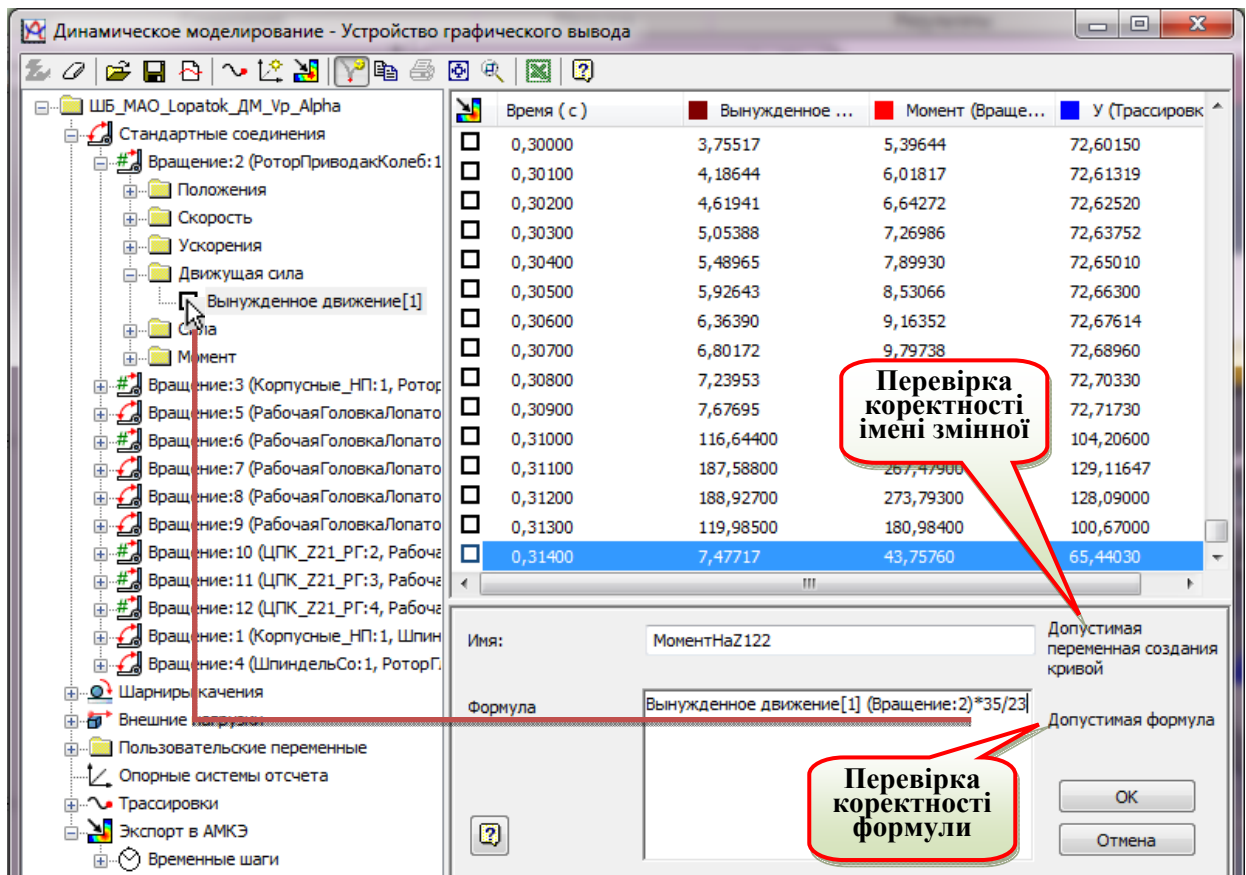 Динамическое моделирование - Устройство графического вывода
ШБ_МАО_Lopatok_ДМ_Vp_Alpha
Стандартные соединения
Вращение:2 (РоторПриводакКолеб:1
Положения
Скорость
Ускорения
Движущая сила
Вынужденное движение[1]
Сила
Момент
Вращение:3 (Корпусные_НП:1, Ротор
Вращение:5 (РабочаяГоловкаЛопато
Вращение:6 (РабочаяГоловкаЛопато
Вращение:7 (РабочаяГоловкаЛопато
Вращение:8 (РабочаяГоловкаЛопато
Вращение:9 (РабочаяГоловкаЛопато
Вращение:10 (ЦПК_Z21_РГ:2, Рабоча
Вращение:11 (ЦПК_Z21_РГ:3, Рабоча
Вращение:12 (ЦПК_Z21_РГ:4, Рабоча
Вращение:1 (Корпусные_НП:1, Шпин
Вращение:4 (ШпиндельСо:1, РоторГ
Шарниры качения
Внешние нагрузки
Пользовательские переменные
Опорные системы отсчета
Трассировки
Экспорт в АМКЭ
Временные шаги
Время ( с ) Вынужденное ... Момент (Враще... У (Трассировк
0,30000 3,75517 5,39644 72,60150
0,30100 4,18644 6,01817 72,61319
0,30200 4,61941 6,64272 72,62520
0,30300 5,05388 7,26986 72,63752
0,30400 5,48965 7,89930 72,65010
0,30500 5,92643 8,53066 72,66300
0,30600 6,36390 9,16352 72,67614
0,30700 6,80172 9,79738 72,68960
0,30800 7,23953 72,70330
0,30900 7,67695 72,71730
0,31000 116,64400 104,20600
0,31100 187,58800 267,47900 129,11647
0,31200 188,92700 273,79300 128,09000
0,31300 119,98500 180,98400 100,67000
0,31400 7,47717 43,75760 65,44030
Перевірка
коректності
імені змінної
Имя:
МоментНаZ122
Допустимая
переменная создания
кривой
Формула
Вынужденное движение[1] (Вращение:2)*35/23
Допустимая формула
Перевірка
коректності
формули
OK
Отмена